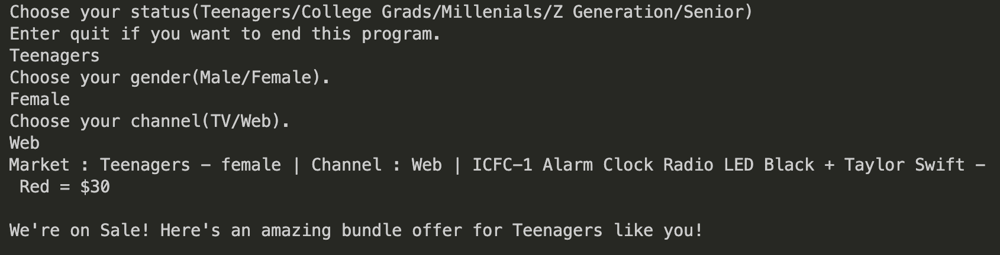 Choose your status(Teenagers/College Grads/Millenials/Z Generation/Senior)
Enter quit if you want to end this program.
Teenagers
Choose your gender(Male/Female).
Female
Choose your channel(TV/Web).
Web
Market : Teenagers – female | Channel : Web | ICFC–1 Alarm Clock Radio LED Black + Taylor Swift –
 Red = $30
We're on Sale! Here's an amazing bundle offer for Teenagers like you!